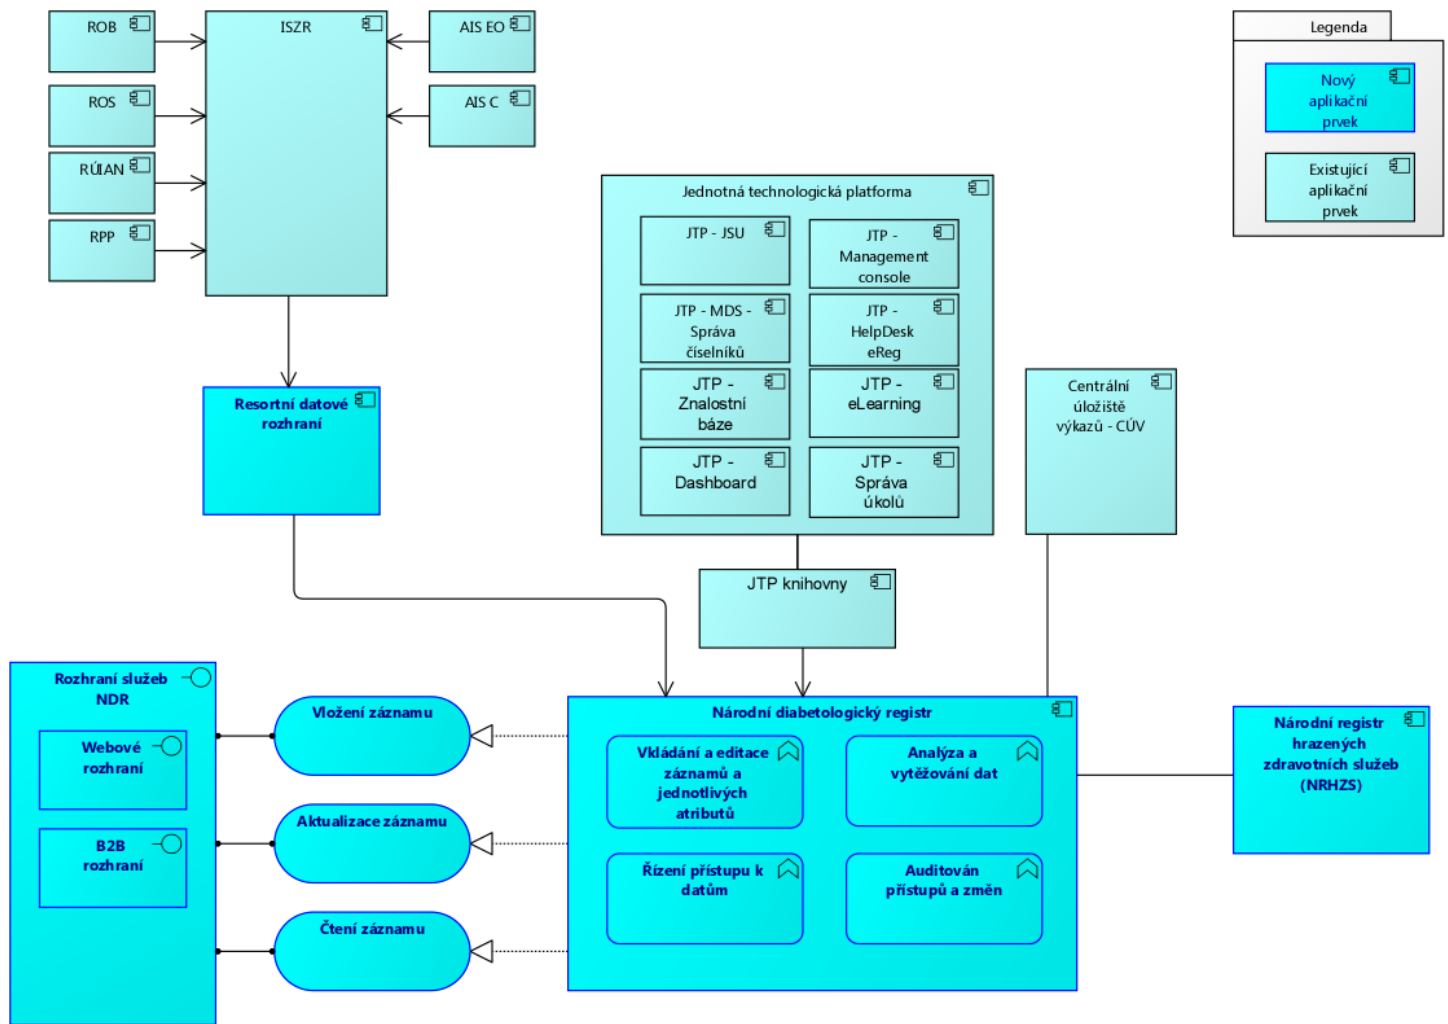 ROB
ISZR
AIS EO
ROS
AIS C
RÚIAN
RPP
Legenda
Nový
aplikační
prvek
Existující
aplikační
prvek
Jednotná technologická platforma
JTP - JSU
JTP -
Management
console
JTP - MDS -
Správa
číselníků
JTP -
HelpDesk
eReg
JTP -
Znalostní
báze
JTP -
eLearning
JTP -
Dashboard
JTP -
Správa
úkolů
Centrální
úložiště
výkazů - CÚV
Resortní datové
rozhraní
JTP knihovny
Rozhraní služeb
NDR
Webové
rozhraní
B2B
rozhraní
Vložení záznamu
Aktualizace záznamu
Čtení záznamu
Národní diabetologický registr
Vkládání a editace
záznamů a
jednotlivých
atributů
Analýza a
vytěžování dat
Řízení přístupu k
datům
Auditován
přístupů a změn
Národní registr
hrazených
zdravotních služeb
(NRHZS)